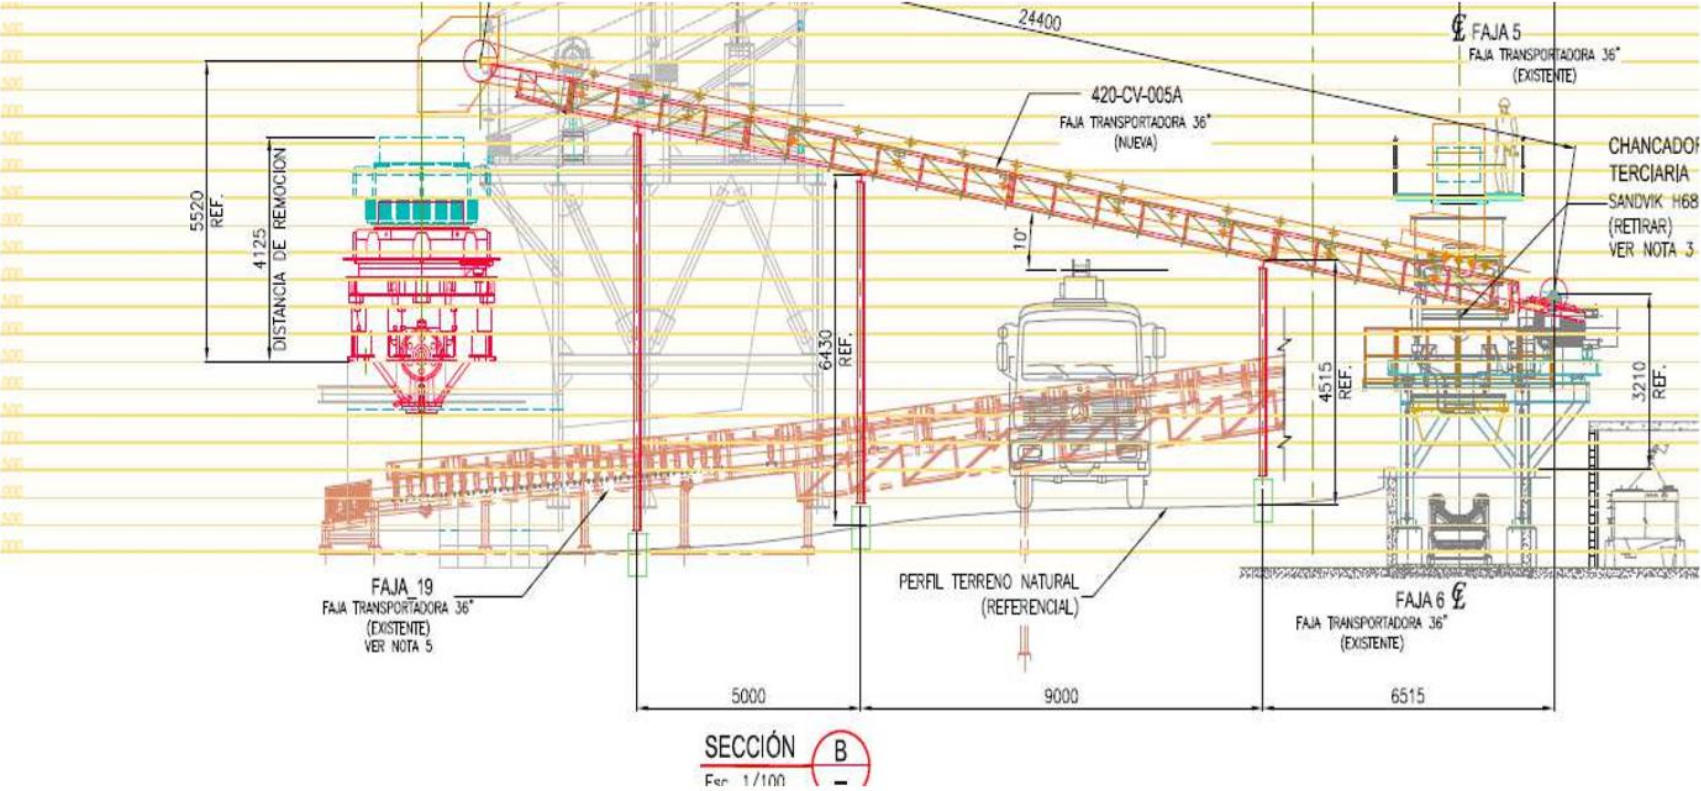 24400
℄ FAJA 5
FAJA TRANSPORTADORA 36"
(EXISTENTE)
420-CV-005A
FAJA TRANSPORTADORA 36"
(NUEVA)
CHANCADOR
TERCIARIA
SANDVIK H68
(RETIRAR)
VER NOTA 3
5520
REF.
4125
DISTANCIA DE REMOCION
10°
6430
REF.
4515
REF.
3210
REF.
FAJA_19
FAJA TRANSPORTADORA 36"
(EXISTENTE)
VER NOTA 5
PERFIL TERRENO NATURAL
(REFERENCIAL)
FAJA 6 ℄
FAJA TRANSPORTADORA 36"
(EXISTENTE)
5000
9000
6515
SECCIÓN B
Esc. 1/100 –